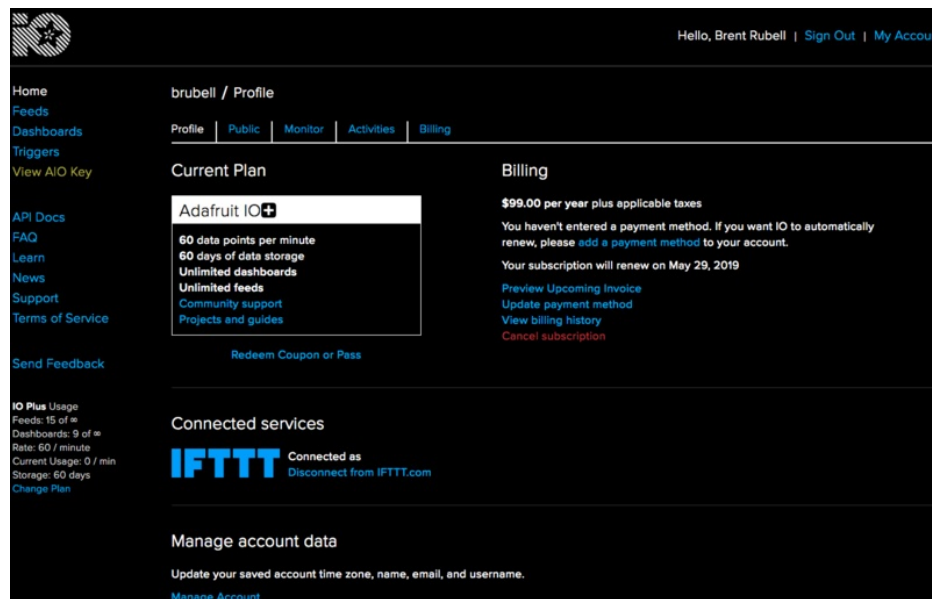 iO
Hello, Brent Rubell | Sign Out | My Accou
Home
Feeds
Dashboards
Triggers
View AIO Key
API Docs
FAQ
Learn
News
Support
Terms of Service
Send Feedback
IO Plus Usage
Feeds: 15 of ∞
Dashboards: 9 of ∞
Rate: 60 / minute
Current Usage: 0 / min
Storage: 60 days
Change Plan
brubell / Profile
Profile | Public | Monitor | Activities | Billing
Current Plan
Adafruit IO+
60 data points per minute
60 days of data storage
Unlimited dashboards
Unlimited feeds
Community support
Projects and guides
Redeem Coupon or Pass
Billing
$99.00 per year plus applicable taxes
You haven't entered a payment method. If you want IO to automatically
renew, please add a payment method to your account.
Your subscription will renew on May 29, 2019
Preview Upcoming Invoice
Update payment method
View billing history
Cancel subscription
Connected services
IFTTT
Connected as
Disconnect from IFTTT.com
Manage account data
Update your saved account time zone, name, email, and username.
Manage Account